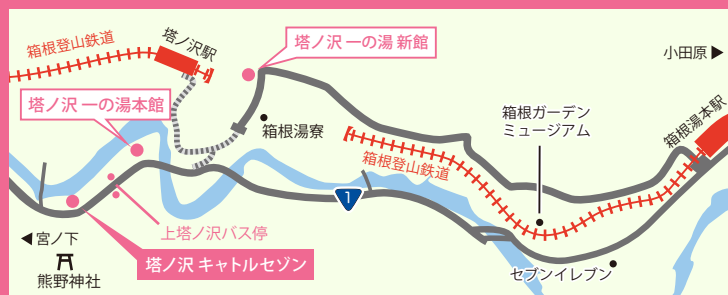 箱根登山鉄道
塔ノ沢駅
塔ノ沢 一の湯 新館
小田原▶
塔ノ沢 一の湯本館
箱根湯寮
箱根ガーデン
ミュージアム
箱根湯本駅
箱根登山鉄道
1
上塔ノ沢バス停
◀宮ノ下
熊野神社
塔ノ沢 キャトルセゾン
セブンイレブン